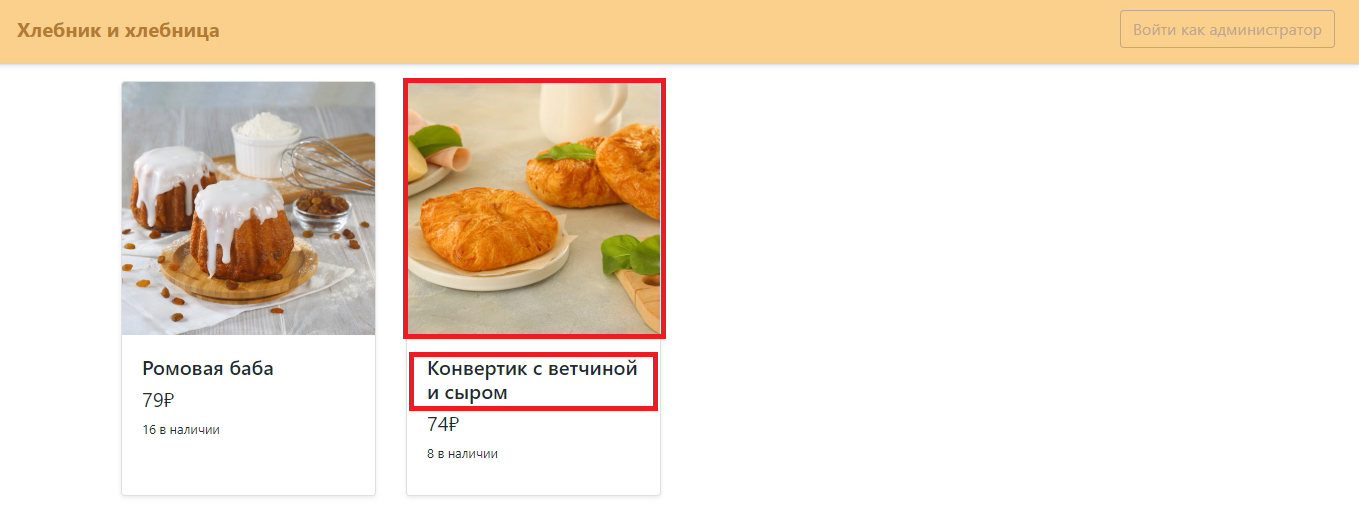 Хлебник и хлебница
Войти как администратор
Ромовая баба
79₽
16 в наличии
Конвертик с ветчиной
и сыром
74₽
8 в наличии